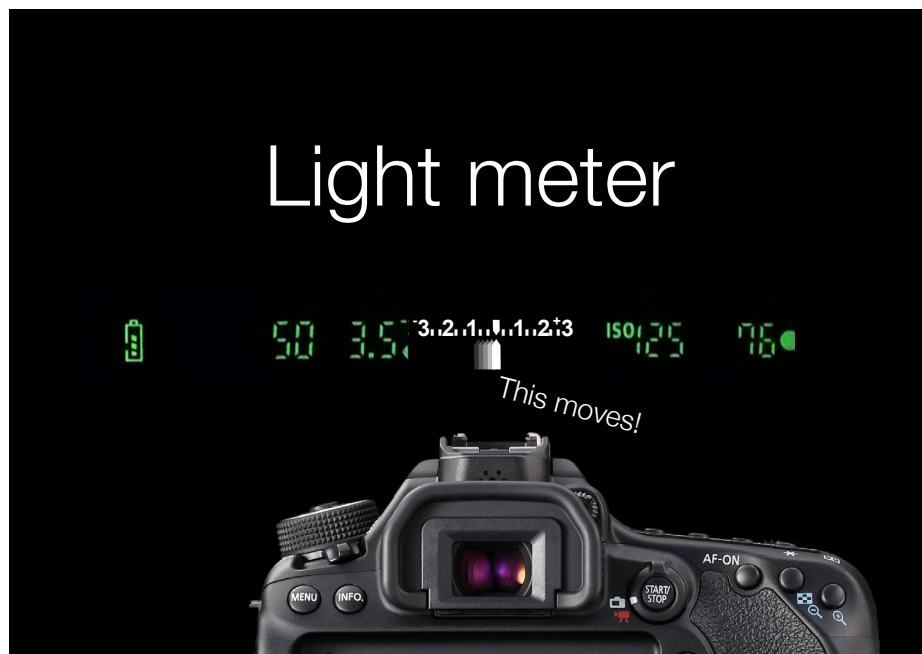 Light meter
50 3.5 -3..2..1..▮..1..2..+3 ISO 125 76
This moves!
AF-ON
MENU INFO. START/
STOP